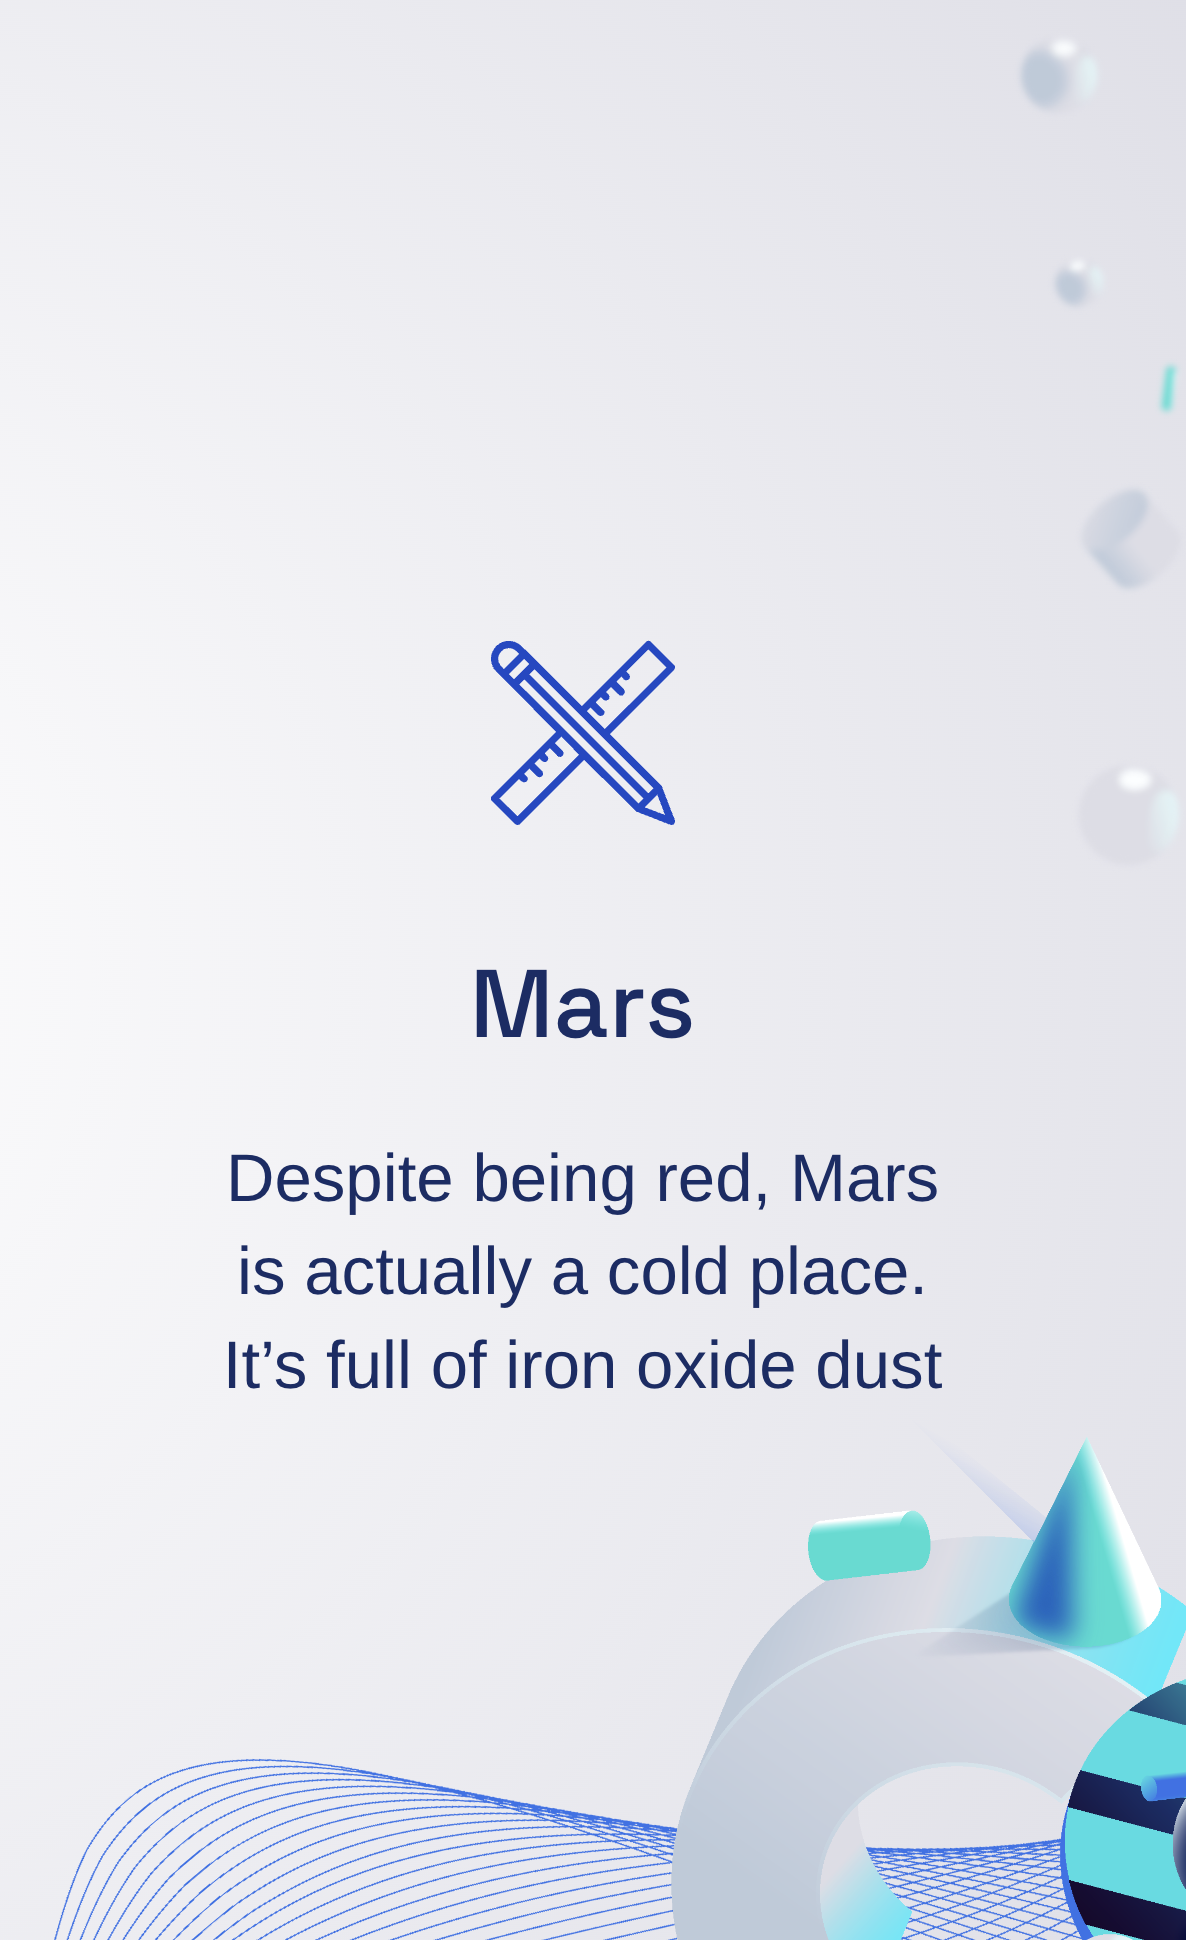 Mars
Despite being red, Mars
is actually a cold place.
It’s full of iron oxide dust